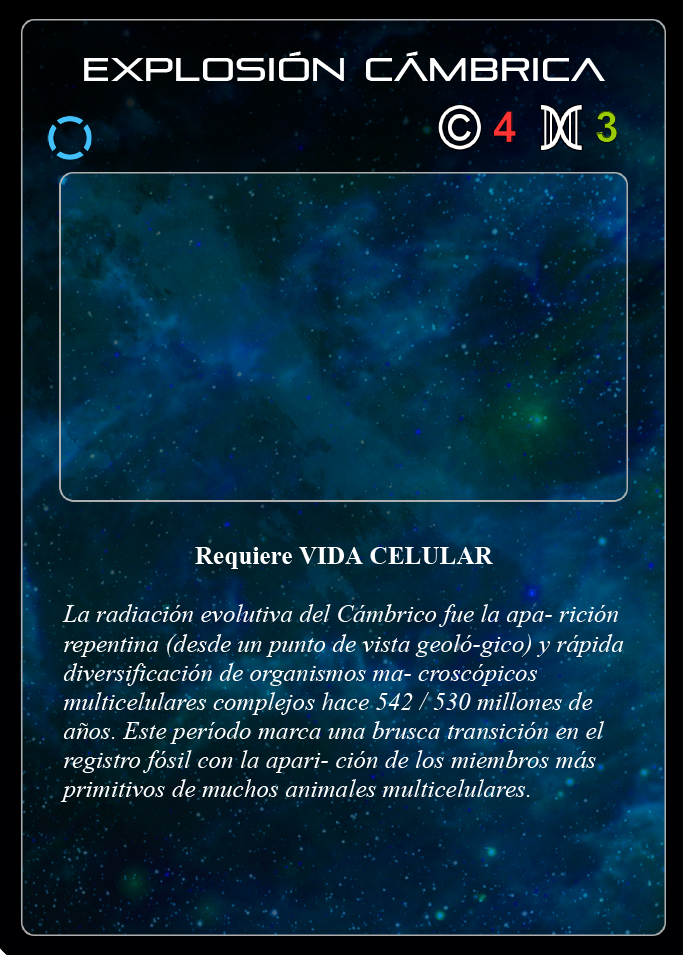 EXPLOSIÓN CÁMBRICA
© 4 3
Requiere VIDA CELULAR
La radiación evolutiva del Cámbrico fue la apa- rición
repentina (desde un punto de vista geoló-gico) y rápida
diversificación de organismos ma- croscópicos
multicelulares complejos hace 542 / 530 millones de
años. Este período marca una brusca transición en el
registro fósil con la apari- ción de los miembros más
primitivos de muchos animales multicelulares.